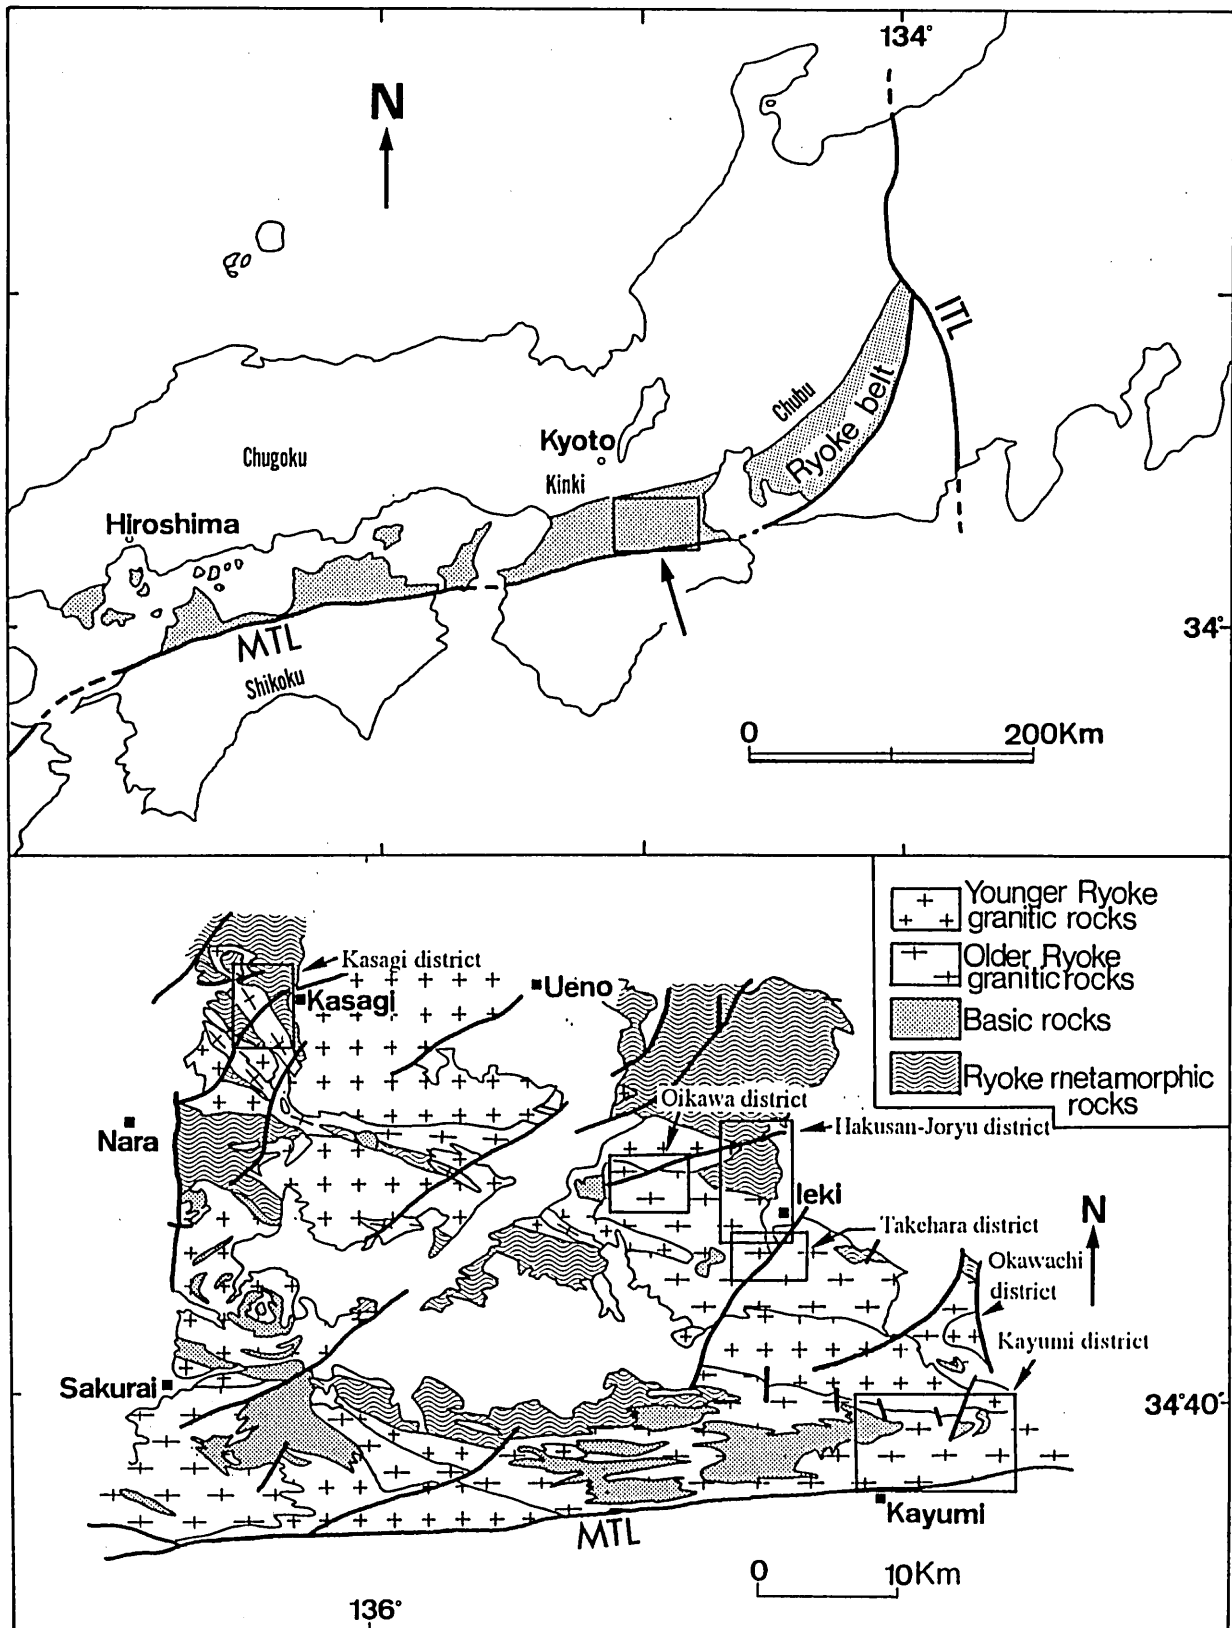 134°
N
ITL
Chubu
Ryoke belt
Kyoto
Chugoku
Kinki
Hiroshima
34°
MTL
Shikoku
0
200Km
Younger Ryoke
granitic rocks
Older Ryoke
granitic rocks
Basic rocks
Ryoke metamorphic
rocks
Kasagi district
Ueno
Kasagi
Oikawa district
Nara
Hakusan-Joryu district
Ieki
Takehara district
N
Okawachi
district
Kayumi district
Sakurai
34°40'
Kayumi
MTL
0
10Km
136°